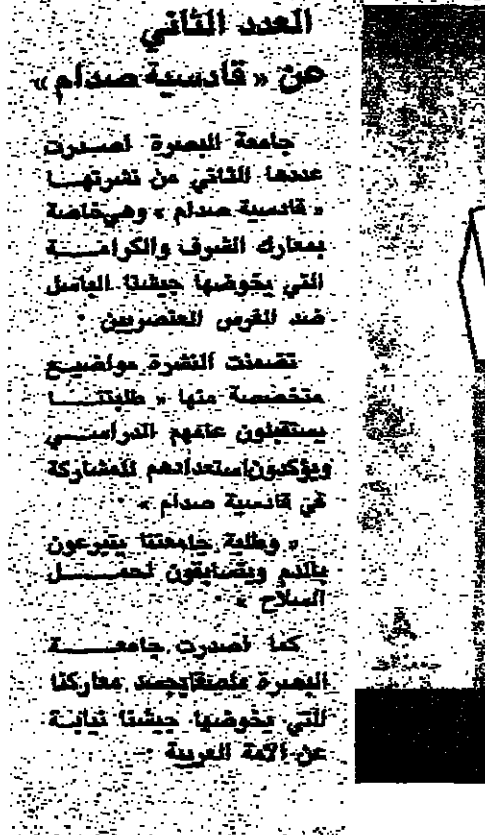 العدد الثاني
من « قادسية صدام »
جامعة البصرة اصدرت
عددها الثاني من نشرتها
« قادسية صدام » وهي خاصة
بمعارك الشرف والكرامة
التي يخوضها جيشنا الباسل
ضد الفرس العنصريين .
تضمنت النشرة مواضيع
متخصصة منها « طلبتنا
يستقبلون عامهم الدراسي
ويؤكدون استعدادهم للمشاركة
في قادسية صدام »
« وطلبة جامعتنا يتبرعون
بالدم ويتسابقون لحمل
السلاح »
كما اصدرت جامعة
البصرة ملصقا يجسد معاركنا
التي يخوضها جيشنا نيابة
عن الامة العربية